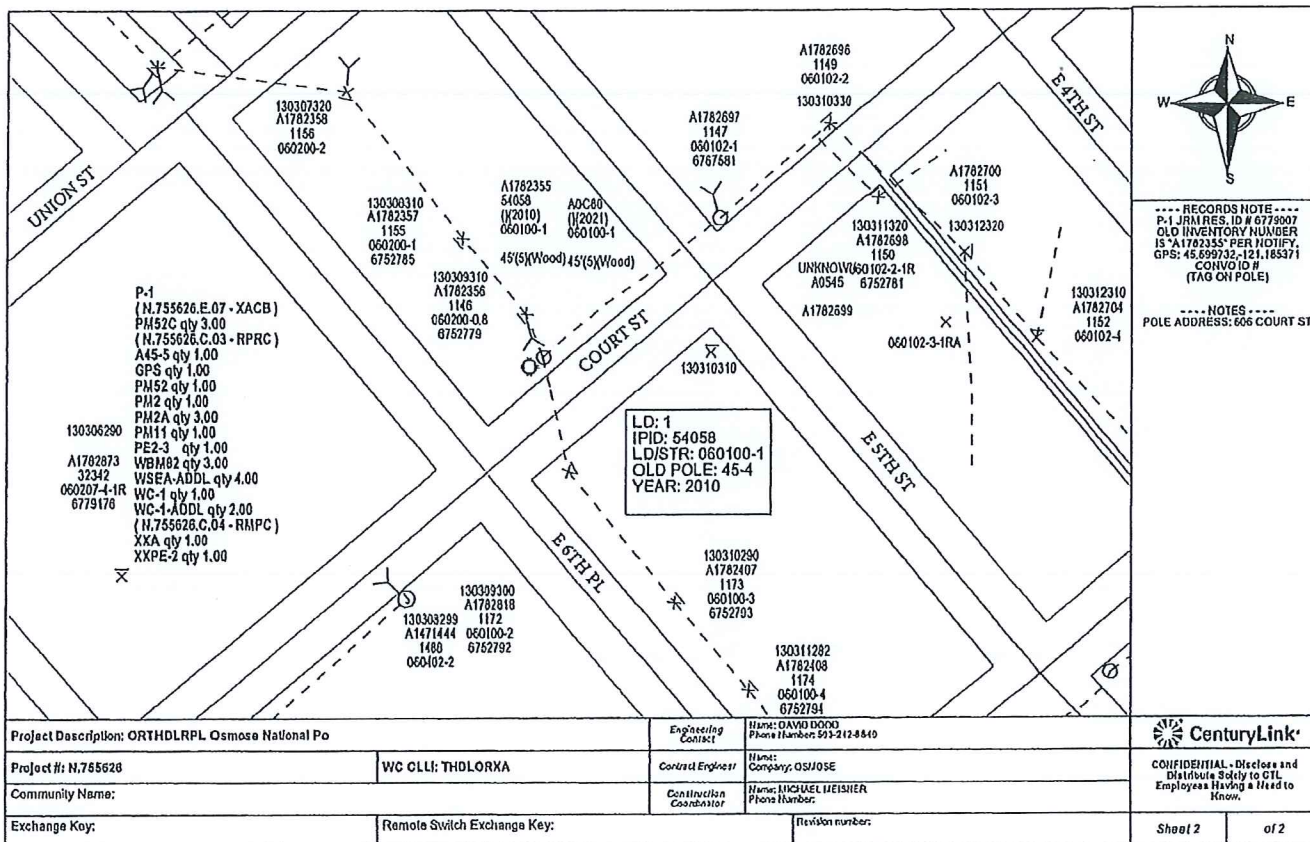 UNION ST
130307320
A1782358
1156
060200-2
130308310
A1782357
1155
060200-1
6752785
130309310
A1782356
1146
060200-0.8
6752779
A1782355
54058
()(2010)
060100-1
45'(5)(Wood)
A0C80
()(2021)
060100-1
45'(5)(Wood)
A1782697
1147
060102-1
6767581
A1782696
1149
060102-2
130310330
E 4TH ST
A1782700
1151
060102-3
130312320
130311320
A1782698
1150
060102-2-1R
6752781
A0545
A1782699
060102-3-1RA
130312310
A1782704
1152
060102-4
COURT ST
130310310
E 5TH ST
E 6TH PL
LD: 1
IPID: 54058
LD/STR: 060100-1
OLD POLE: 45-4
YEAR: 2010
P-1
( N.755626.E.07 - XACB )
PM52C qty 3.00
( N.755626.C.03 - RPRC )
A45-5 qty 1.00
GPS qty 1.00
PM52 qty 1.00
PM2 qty 1.00
PM2A qty 3.00
PM11 qty 1.00
PE2-3 qty 1.00
WBM82 qty 3.00
WSEA-ADDL qty 4.00
WC-1 qty 1.00
WC-1-ADDL qty 2.00
( N.755626.C.04 - RMPC )
XXA qty 1.00
XXPE-2 qty 1.00
130306290
A1782873
32342
060207-4-1R
6779176
A1471444
060402-2
130309300
A1782818
1172
060100-2
6752792
130310290
A1782407
1173
060100-3
6752793
130311282
A1782408
1174
060100-4
6752794
N
W
E
S
---- RECORDS NOTE ----
P-1 JRM RES. ID # 6779007
OLD INVENTORY NUMBER
IS "A1782355" PER NOTIFY.
GPS: 45.599732,-121.185371
CONVO ID #
(TAG ON POLE)
---- NOTES ----
POLE ADDRESS: 606 COURT ST
Project Description: ORTHDLRPL Osmose National Po
Engineering Contact
Name: DAVID DODD
Phone Number:
Project #: N.755626
WC CLLI: THDLORXA
Contract Engineer
Name:
Company: OSMOSE
Community Name:
Construction Coordinator
Name: MICHAEL
Phone Number:
Exchange Key:
Remote Switch Exchange Key:
Revision number:
CenturyLink
CONFIDENTIAL - Disclose and
Distribute Solely to CTL
Employees Having a Need to
Know.
Sheet 2
of 2